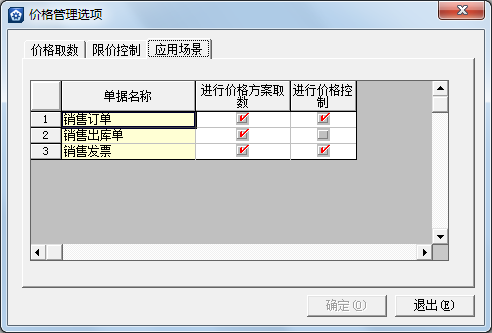 价格管理选项
价格取数 限价控制 应用场景
单据名称 进行价格方案取数 进行价格控制
1 销售订单
2 销售出库单
3 销售发票
确定(O) 退出(E)